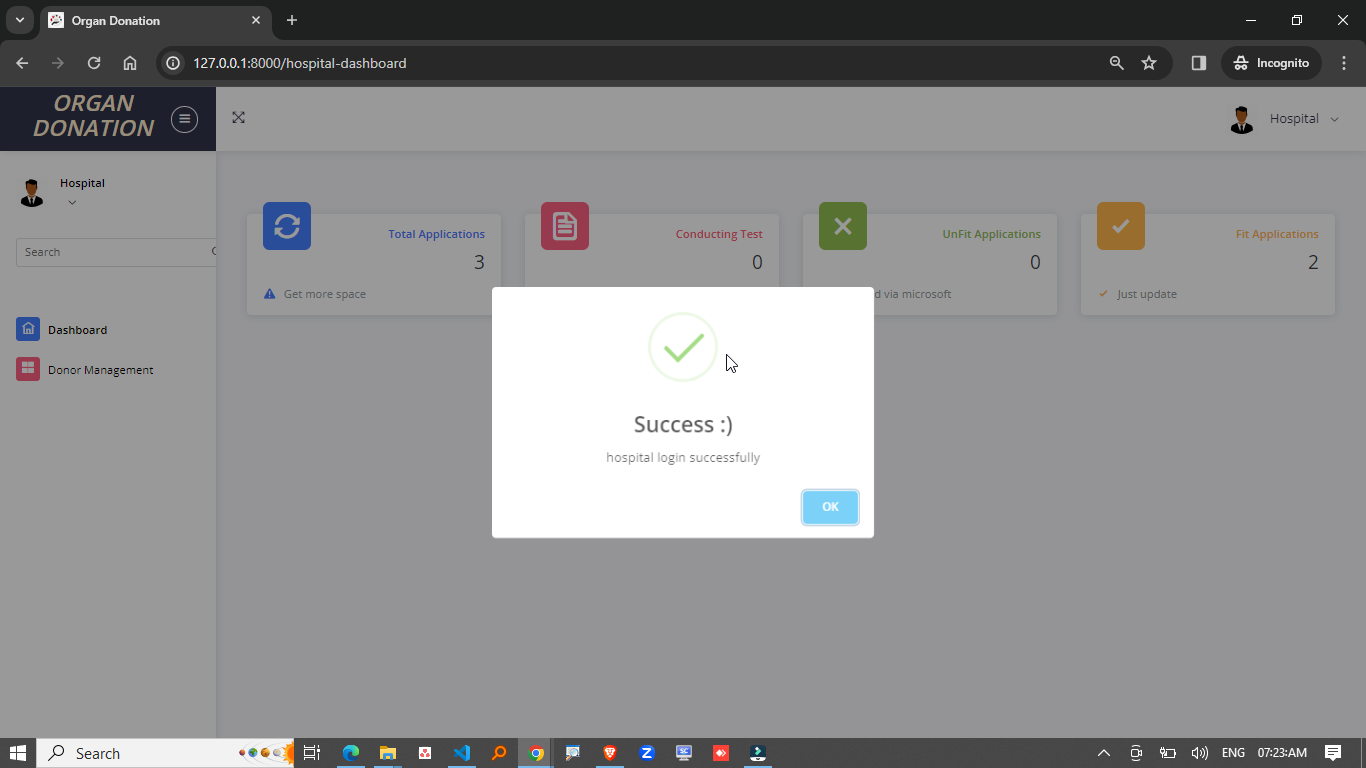 Organ Donation
127.0.0.1:8000/hospital-dashboard
Incognito
ORGAN
DONATION
Hospital
Hospital
Search
Dashboard
Donor Management
Total Applications
3
Get more space
Conducting Test
0
UnFit Applications
0
via microsoft
Fit Applications
2
Just update
Success :)
hospital login successfully
OK
Search
ENG
07:23:AM